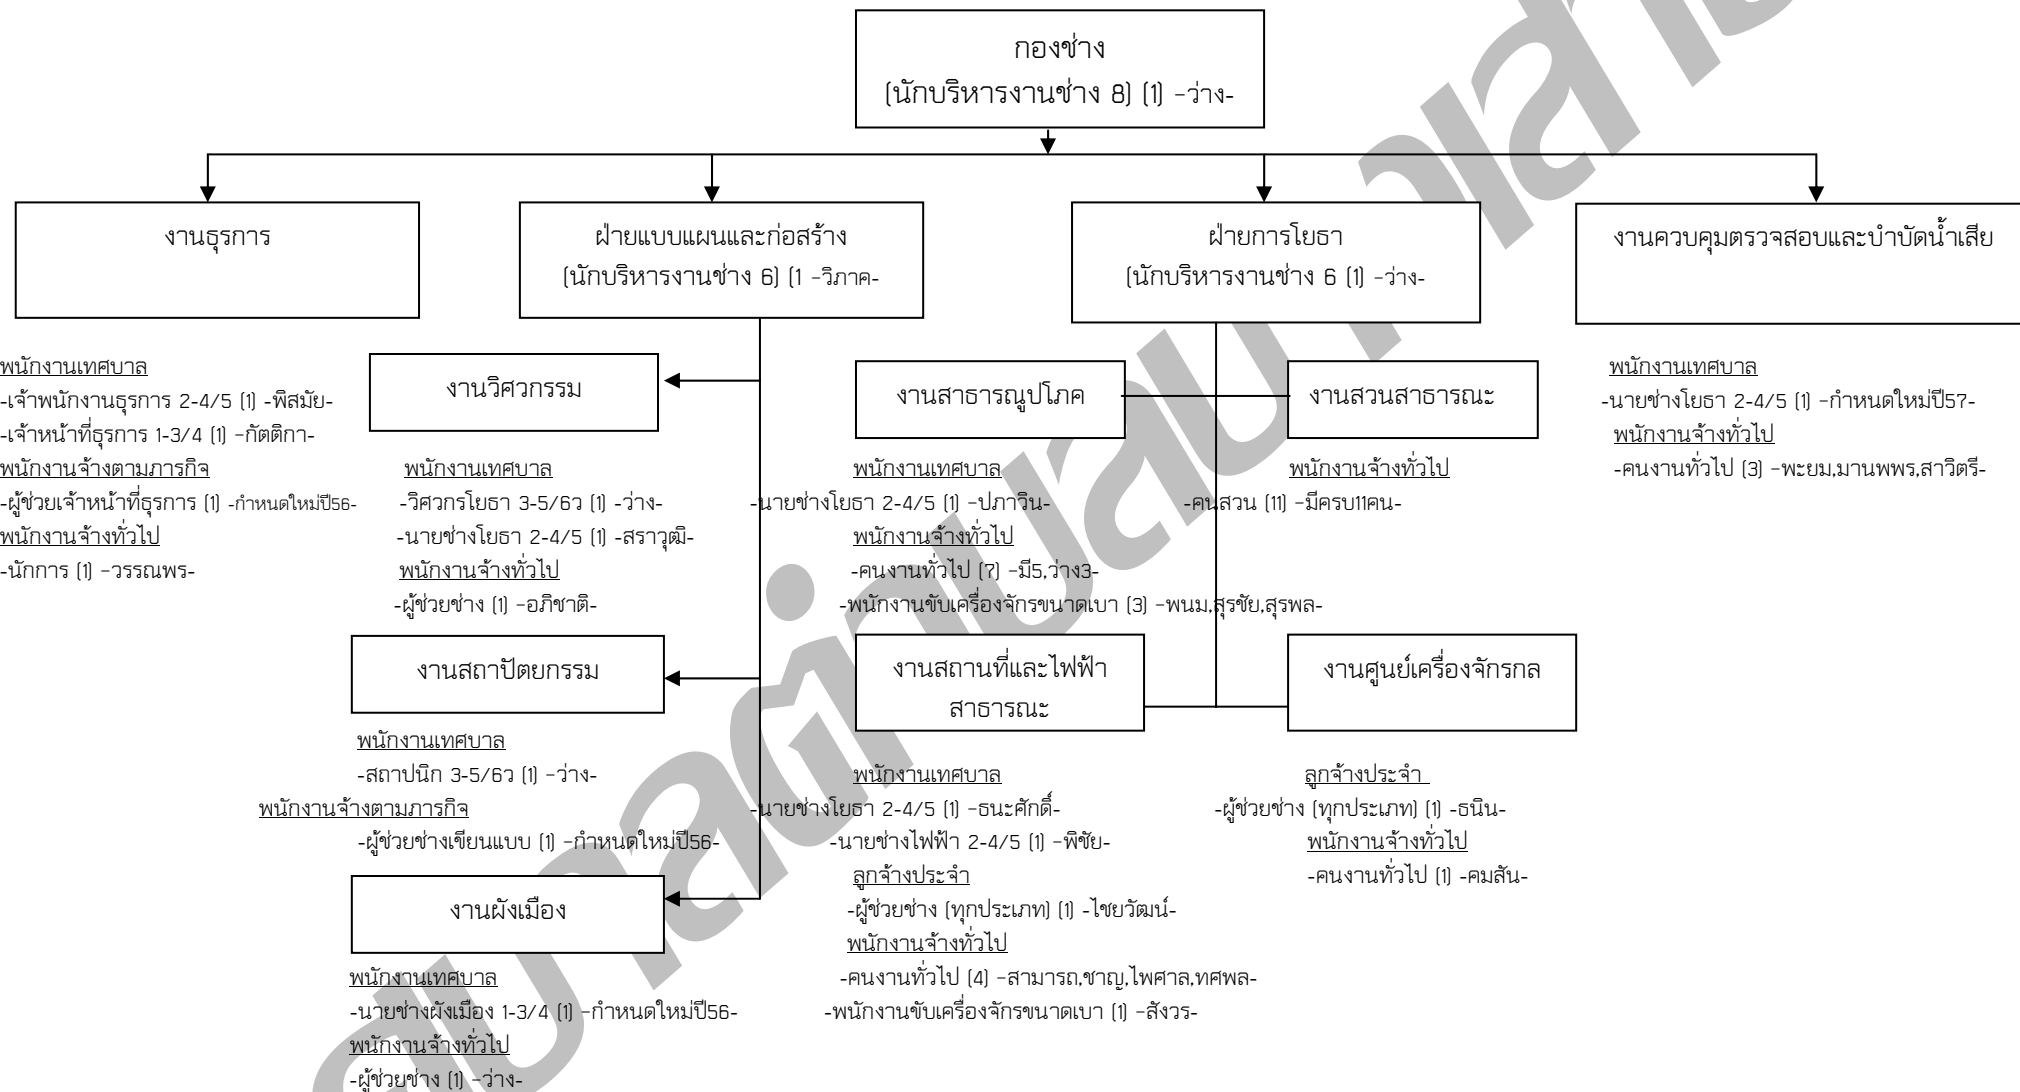 กองช่าง
(นักบริหารงานช่าง 8) (1) -ว่าง-
งานธุรการ
ฝ่ายแบบแผนและก่อสร้าง
(นักบริหารงานช่าง 6) (1 -วิภาค-
ฝ่ายการโยธา
(นักบริหารงานช่าง 6 (1) -ว่าง-
งานควบคุมตรวจสอบและบำบัดน้ำเสีย
พนักงานเทศบาล
-เจ้าพนักงานธุรการ 2-4/5 (1) -พิสมัย-
-เจ้าหน้าที่ธุรการ 1-3/4 (1) -กัตติกา-
พนักงานจ้างตามภารกิจ
-ผู้ช่วยเจ้าหน้าที่ธุรการ (1) -กำหนดใหม่ปี56-
พนักงานจ้างทั่วไป
-นักการ (1) -วรรณพร-
งานวิศวกรรม
พนักงานเทศบาล
-วิศวกรโยธา 3-5/6ว (1) -ว่าง-
-นายช่างโยธา 2-4/5 (1) -สราวุฒิ-
พนักงานจ้างทั่วไป
-ผู้ช่วยช่าง (1) -อภิชาติ-
งานสถาปัตยกรรม
พนักงานเทศบาล
-สถาปนิก 3-5/6ว (1) -ว่าง-
พนักงานจ้างตามภารกิจ
-ผู้ช่วยช่างเขียนแบบ (1) -กำหนดใหม่ปี56-
งานผังเมือง
พนักงานเทศบาล
-นายช่างผังเมือง 1-3/4 (1) -กำหนดใหม่ปี56-
พนักงานจ้างทั่วไป
-ผู้ช่วยช่าง (1) -ว่าง-
งานสาธารณูปโภค
พนักงานเทศบาล
-นายช่างโยธา 2-4/5 (1) -ปภาวิน-
พนักงานจ้างทั่วไป
-คนงานทั่วไป (7) -มี5,ว่าง3-
-พนักงานขับเครื่องจักรขนาดเบา (3) -พนม,สุรชัย,สุรพล-
งานสวนสาธารณะ
พนักงานจ้างทั่วไป
-คนสวน (11) -มีครบ11คน-
งานสถานที่และไฟฟ้า
สาธารณะ
พนักงานเทศบาล
-นายช่างโยธา 2-4/5 (1) -ธนะศักดิ์-
-นายช่างไฟฟ้า 2-4/5 (1) -พิชัย-
ลูกจ้างประจำ
-ผู้ช่วยช่าง (ทุกประเภท) (1) -ไชยวัฒน์-
พนักงานจ้างทั่วไป
-คนงานทั่วไป (4) -สามารถ,ชาญ,ไพศาล,ทศพล-
-พนักงานขับเครื่องจักรขนาดเบา (1) -สังวร-
งานศูนย์เครื่องจักรกล
ลูกจ้างประจำ
-ผู้ช่วยช่าง (ทุกประเภท) (1) -ธนิน-
พนักงานจ้างทั่วไป
-คนงานทั่วไป (1) -คมสัน-
พนักงานเทศบาล
-นายช่างโยธา 2-4/5 (1) -กำหนดใหม่ปี57-
พนักงานจ้างทั่วไป
-คนงานทั่วไป (3) -พะยม,มานพพร,สาวิตรี-